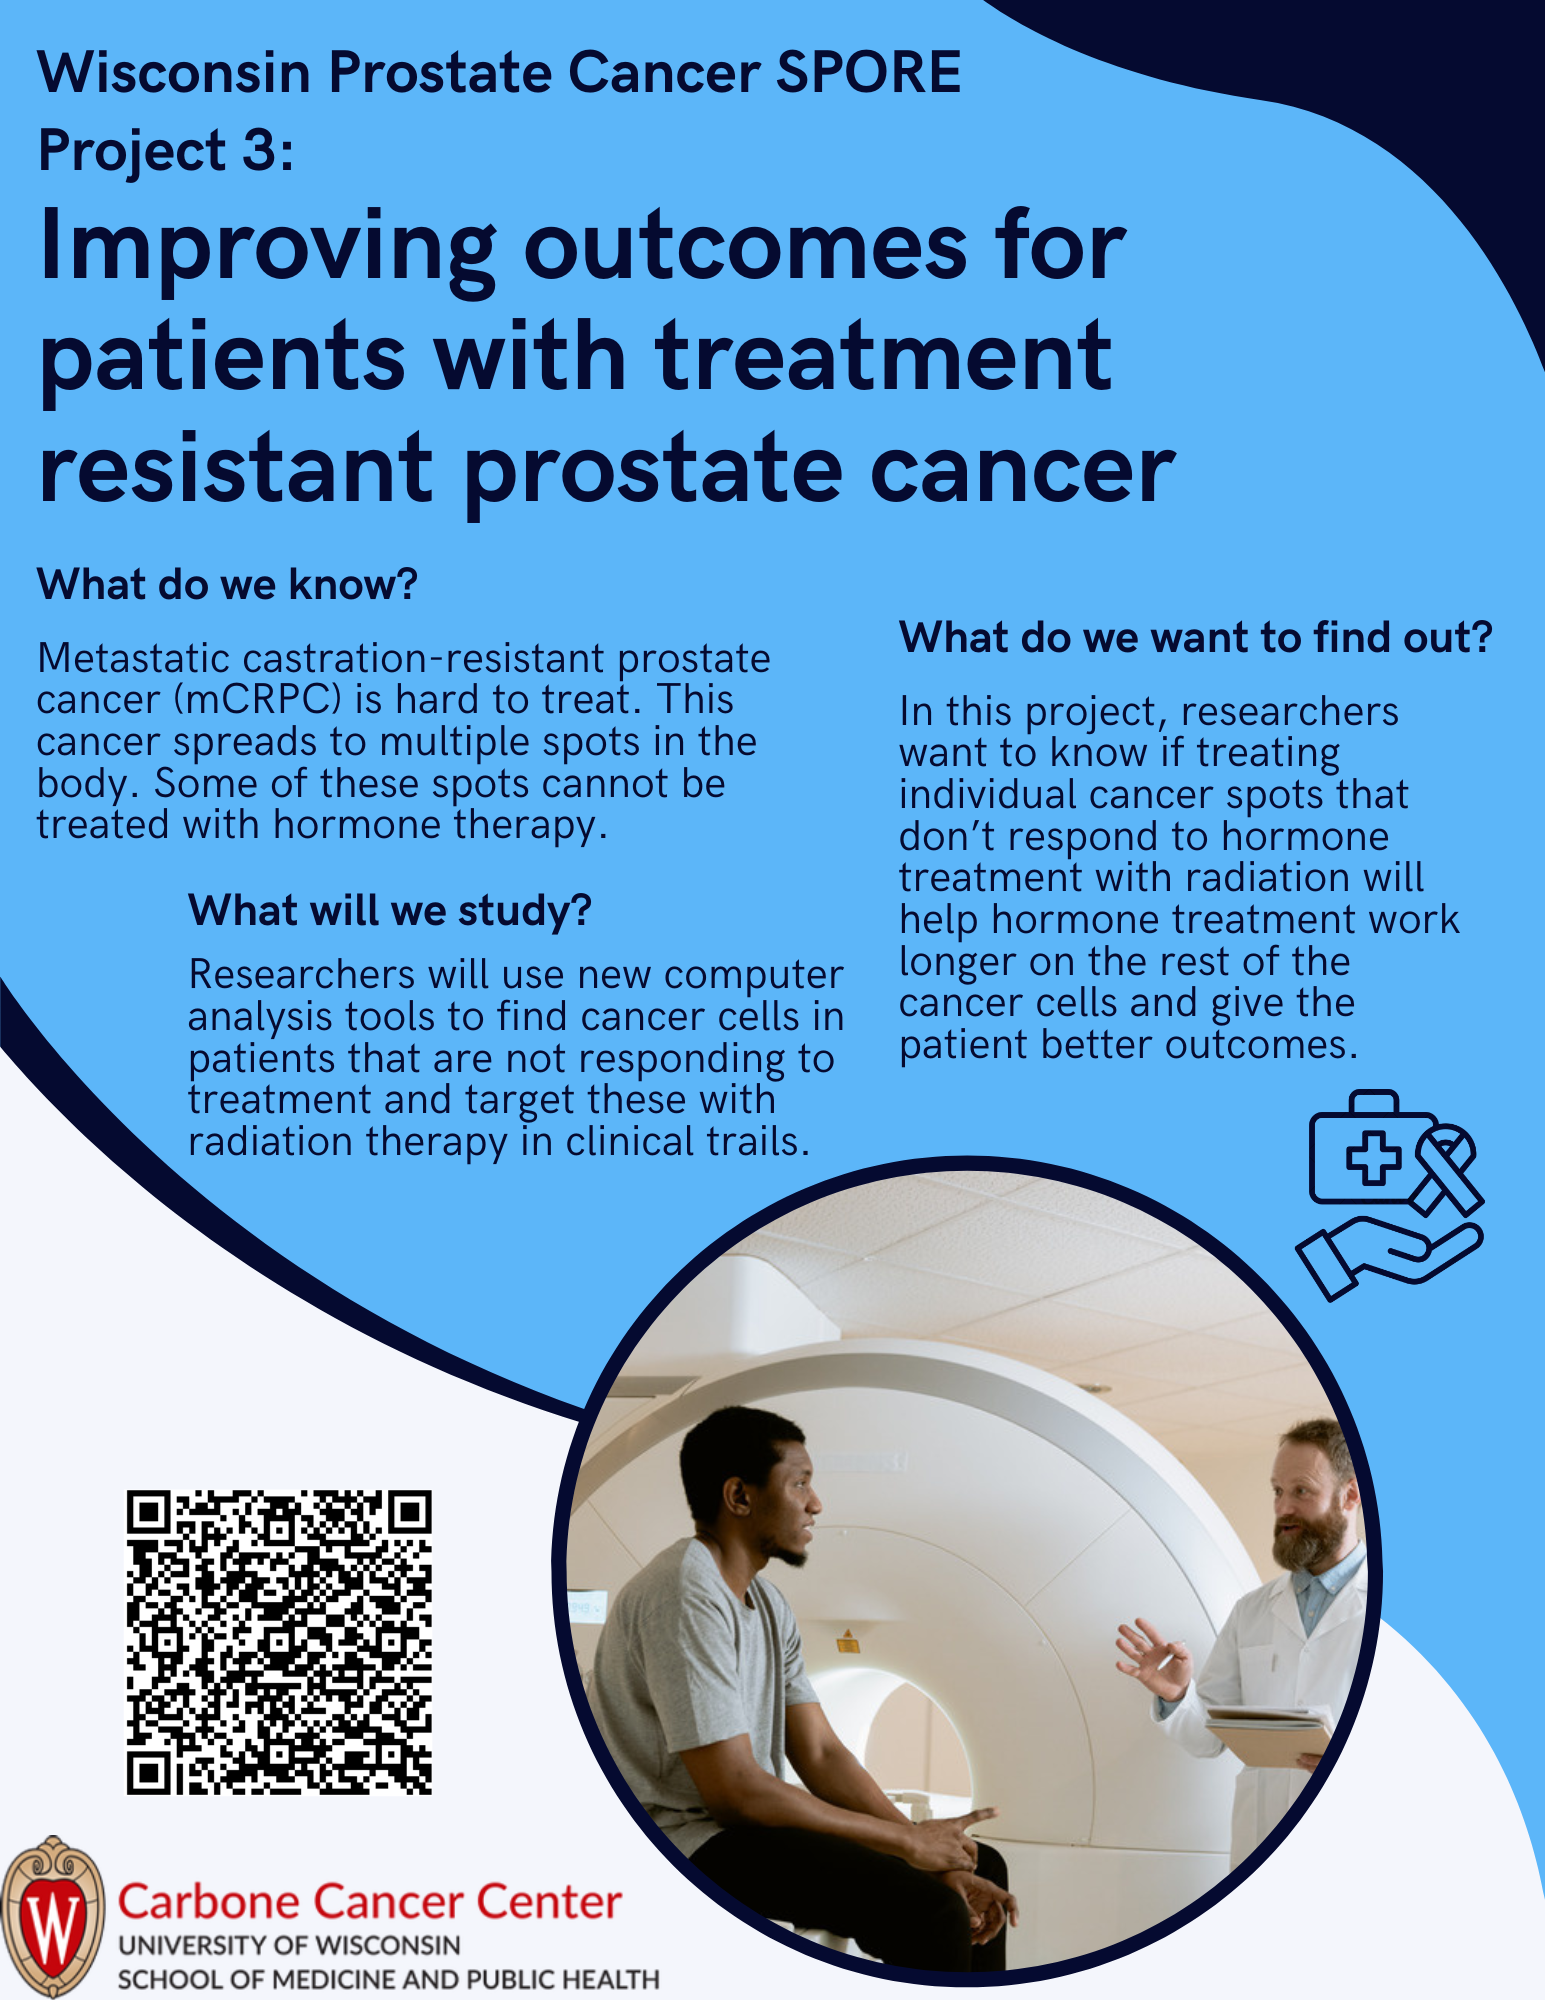 Wisconsin Prostate Cancer SPORE
Project 3:
Improving outcomes for
patients with treatment
resistant prostate cancer
What do we know?
Metastatic castration-resistant prostate
cancer (mCRPC) is hard to treat. This
cancer spreads to multiple spots in the
body. Some of these spots cannot be
treated with hormone therapy.
What will we study?
Researchers will use new computer
analysis tools to find cancer cells in
patients that are not responding to
treatment and target these with
radiation therapy in clinical trails.
What do we want to find out?
In this project, researchers
want to know if treating
individual cancer spots that
don’t respond to hormone
treatment with radiation will
help hormone treatment work
longer on the rest of the
cancer cells and give the
patient better outcomes.
W
Carbone Cancer Center
UNIVERSITY OF WISCONSIN
SCHOOL OF MEDICINE AND PUBLIC HEALTH